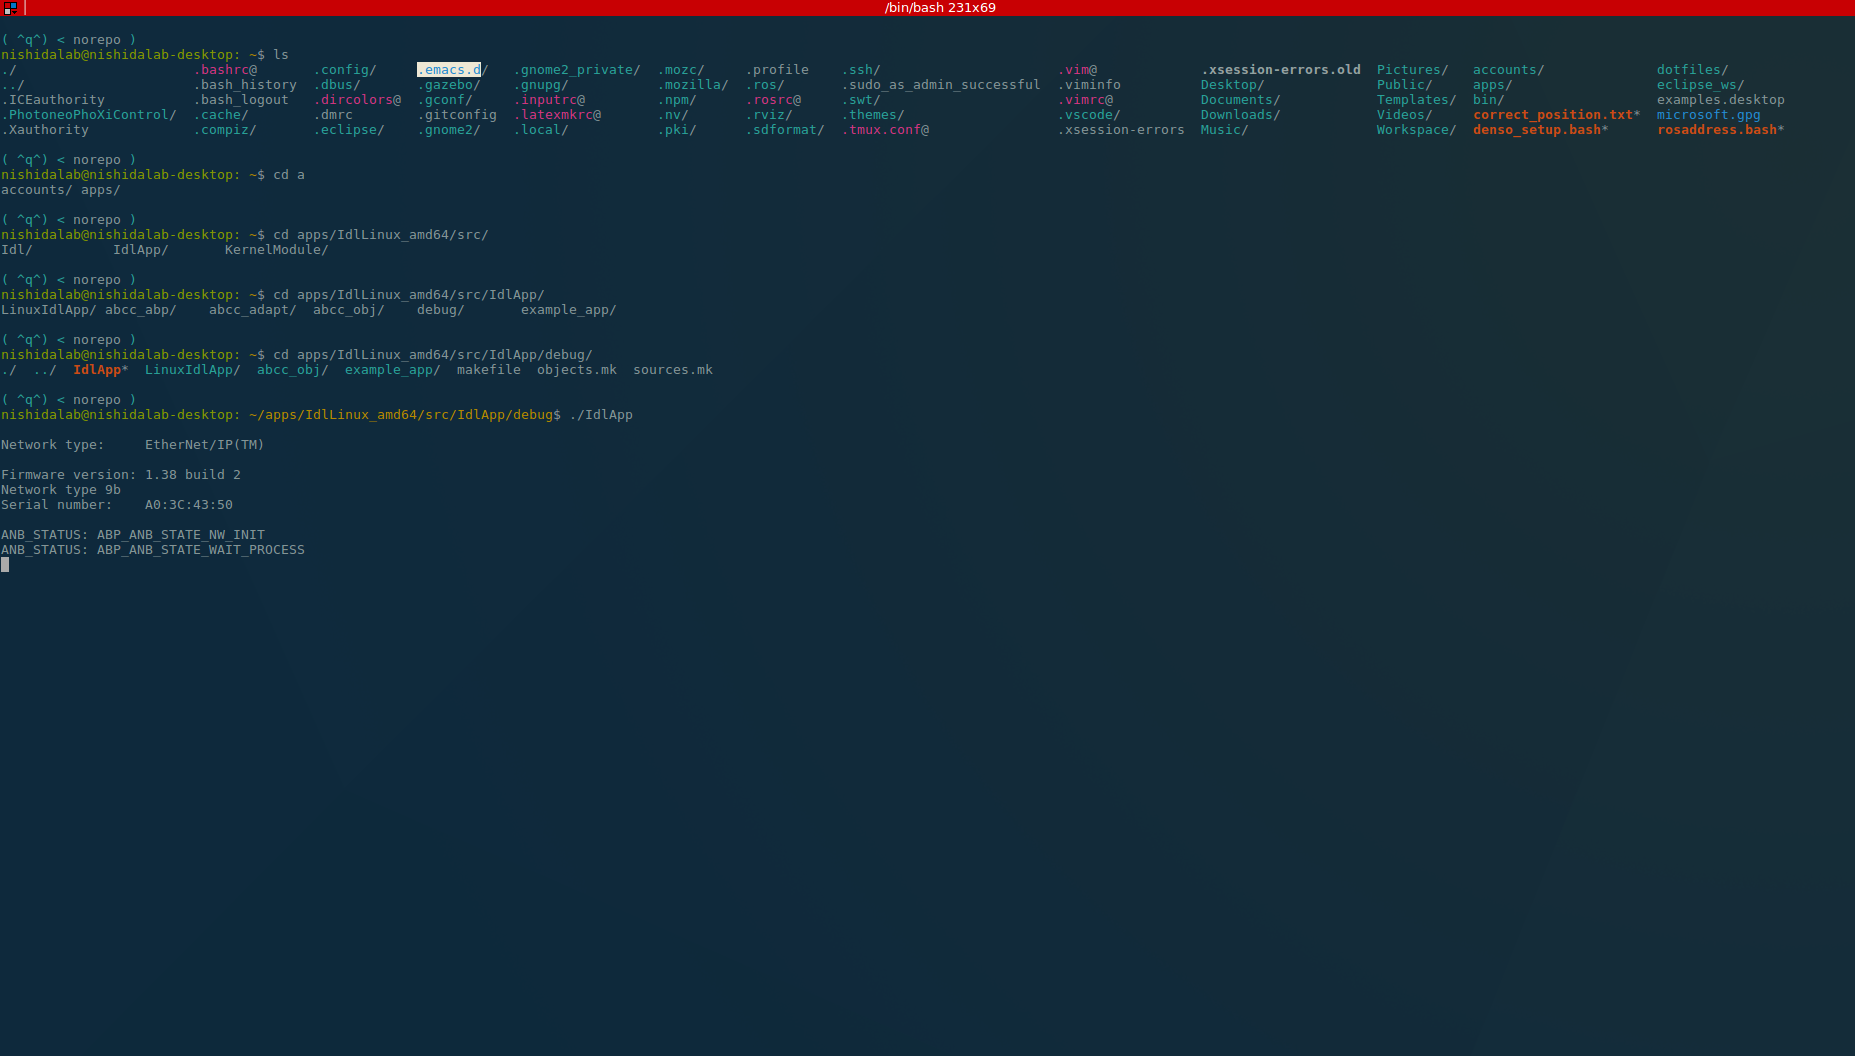 /bin/bash 231x69
( ^q^) < norepo )
nishidalab@nishidalab-desktop: ~$ ls
./ .bashrc@ .config/ .emacs.d/ .gnome2_private/ .mozc/ .profile .ssh/ .vim@ .xsession-errors.old Pictures/ accounts/ dotfiles/
../ .bash_history .dbus/ .gazebo/ .gnupg/ .mozilla/ .ros/ .sudo_as_admin_successful .viminfo Desktop/ Public/ apps/ eclipse_ws/
.ICEauthority .bash_logout .dircolors@ .gconf/ .inputrc@ .npm/ .rosrc@ .swt/ .vimrc@ Documents/ Templates/ bin/ examples.desktop
.PhotoneoPhoXiControl/ .cache/ .dmrc .gitconfig .latexmkrc@ .nv/ .rviz/ .themes/ .vscode/ Downloads/ Videos/ correct_position.txt* microsoft.gpg
.Xauthority .compiz/ .eclipse/ .gnome2/ .local/ .pki/ .sdformat/ .tmux.conf@ .xsession-errors Music/ Workspace/ denso_setup.bash* rosaddress.bash*
( ^q^) < norepo )
nishidalab@nishidalab-desktop: ~$ cd a
accounts/ apps/
( ^q^) < norepo )
nishidalab@nishidalab-desktop: ~$ cd apps/IdlLinux_amd64/src/
Idl/ IdlApp/ KernelModule/
( ^q^) < norepo )
nishidalab@nishidalab-desktop: ~$ cd apps/IdlLinux_amd64/src/IdlApp/
LinuxIdlApp/ abcc_abp/ abcc_adapt/ abcc_obj/ debug/ example_app/
( ^q^) < norepo )
nishidalab@nishidalab-desktop: ~$ cd apps/IdlLinux_amd64/src/IdlApp/debug/
./ ../ IdlApp* LinuxIdlApp/ abcc_obj/ example_app/ makefile objects.mk sources.mk
( ^q^) < norepo )
nishidalab@nishidalab-desktop: ~/apps/IdlLinux_amd64/src/IdlApp/debug$ ./IdlApp
Network type: EtherNet/IP(TM)
Firmware version: 1.38 build 2
Network type 9b
Serial number: A0:3C:43:50
ANB_STATUS: ABP_ANB_STATE_NW_INIT
ANB_STATUS: ABP_ANB_STATE_WAIT_PROCESS